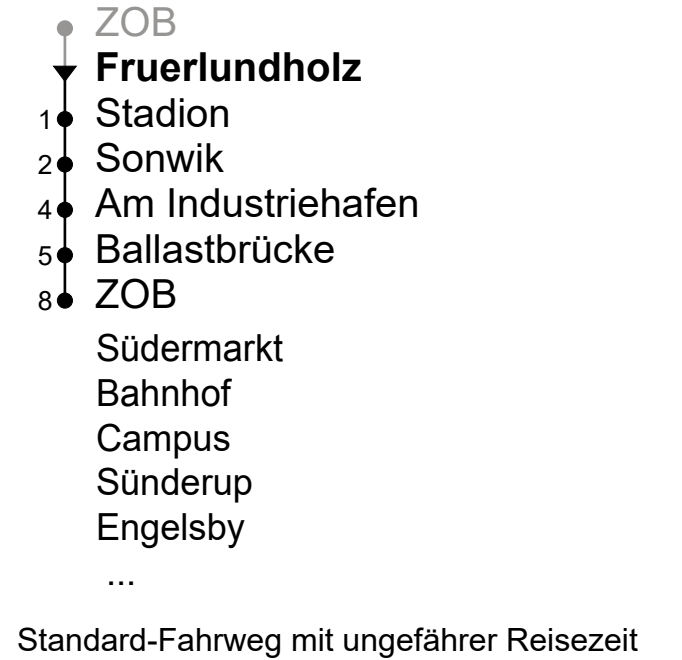 ZOB
Fruerlundholz
1 Stadion
2 Sonwik
4 Am Industriehafen
5 Ballastbrücke
8 ZOB
Südermarkt
Bahnhof
Campus
Sünderup
Engelsby
...
Standard-Fahrweg mit ungefährer Reisezeit